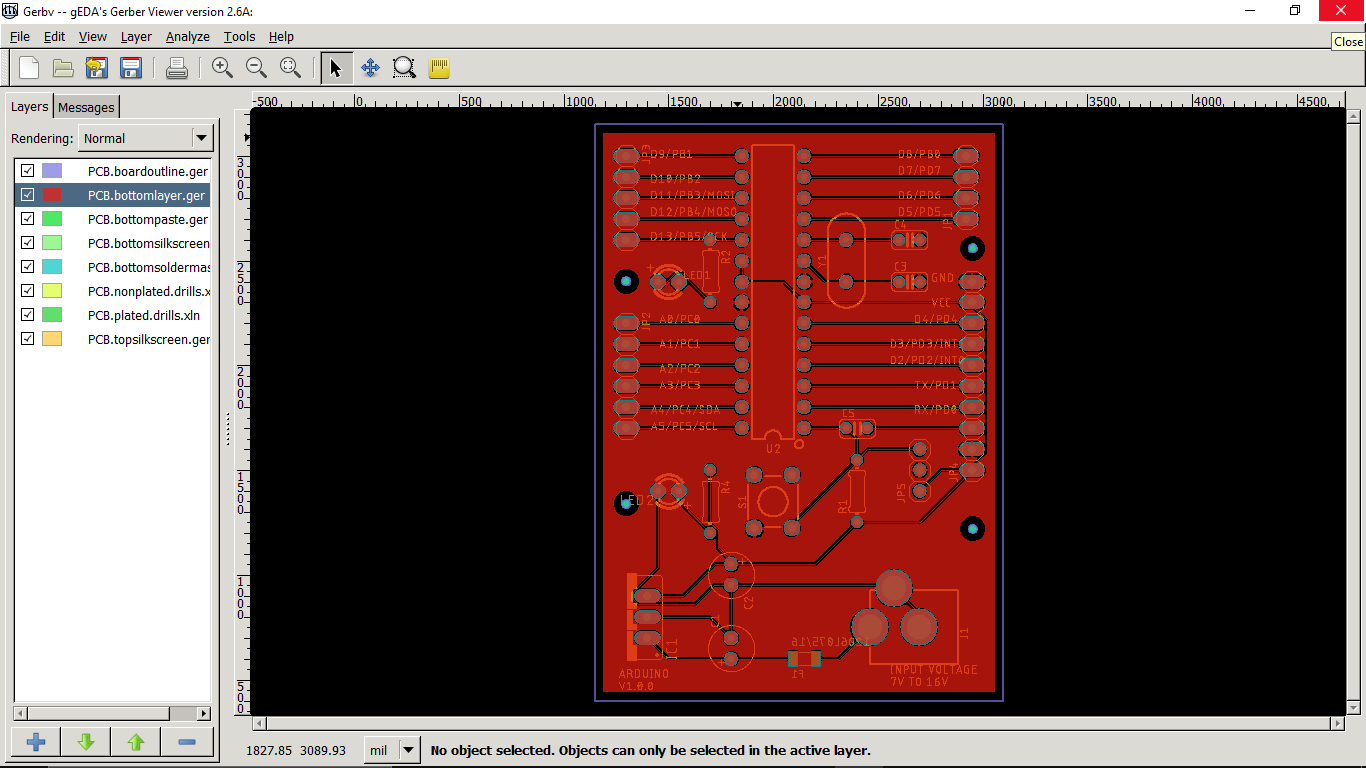 Gerbv -- gEDA's Gerber Viewer version 2.6A:
File Edit View Layer Analyze Tools Help
Close
Layers Messages
Rendering: Normal
PCB.boardoutline.ger
PCB.bottomlayer.ger
PCB.bottompaste.ger
PCB.bottomsilkscreen
PCB.bottomsoldermas
PCB.nonplated.drills.x
PCB.plated.drills.xln
PCB.topsilkscreen.ger
-500 0 500 1000 1500 2000 2500 3000 3500 4000 4500
3000
2500
2000
1500
1000
500
JP3 D9/PB1 D8/PB0
D10/PB2 D7/PD7
D11/PB3/MOSI D6/PD6
D12/PB4/MOSO D5/PD5 JP1
D13/PB5/SCK C4
R2 Y1
LED1 C3 GND
VCC
JP2 A0/PC0 D4/PD4
A1/PC1 D3/PD3/INT1
A2/PC2 D2/PD2/INT0
A3/PC3 TX/PD1
A4/PC4/SDA RX/PD0
A5/PC5/SCL C5
U2
LED2 R4 S1 R1 JP5 JP4
C2
C1
IC1 1206L075/16 J1
F1
ARDUINO
V1.0.0
INPUT VOLTAGE
7V TO 16V
1827.85 3089.93 mil No object selected. Objects can only be selected in the active layer.